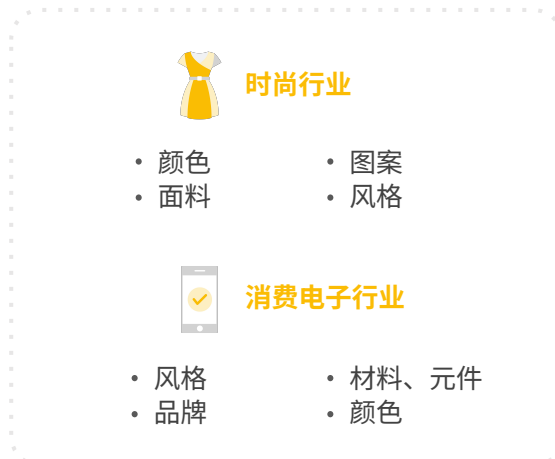 时尚行业
• 颜色
• 图案
• 面料
• 风格
消费电子行业
• 风格
• 材料、元件
• 品牌
• 颜色